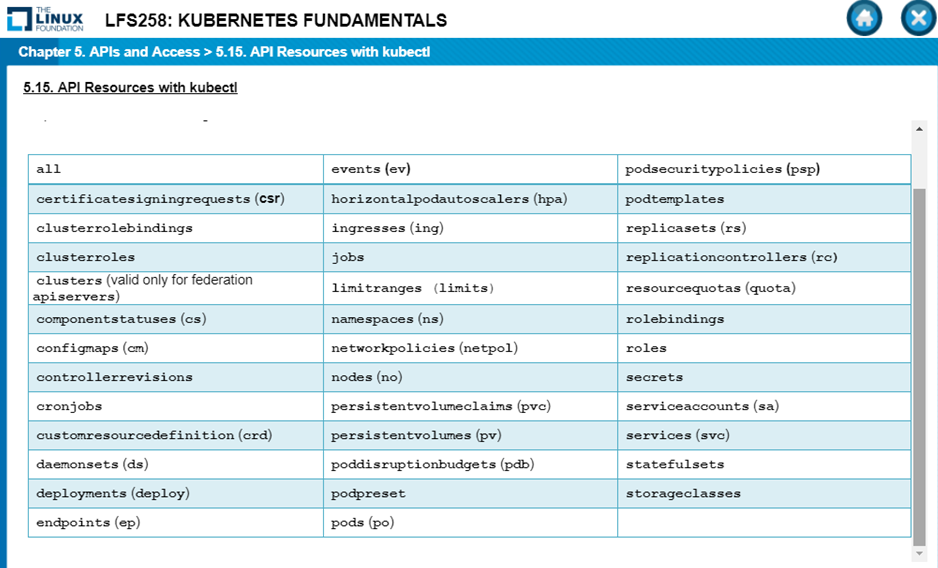 THE
LINUX
FOUNDATION
LFS258: KUBERNETES FUNDAMENTALS
Chapter 5. APIs and Access > 5.15. API Resources with kubectl
5.15. API Resources with kubectl
all events (ev) podsecuritypolicies (psp)
certificatesigningrequests (csr) horizontalpodautoscalers (hpa) podtemplates
clusterrolebindings ingresses (ing) replicasets (rs)
clusterroles jobs replicationcontrollers (rc)
clusters (valid only for federation
apiservers) limitranges (limits) resourcequotas (quota)
componentstatuses (cs) namespaces (ns) rolebindings
configmaps (cm) networkpolicies (netpol) roles
controllerrevisions nodes (no) secrets
cronjobs persistentvolumeclaims (pvc) serviceaccounts (sa)
customresourcedefinition (crd) persistentvolumes (pv) services (svc)
daemonsets (ds) poddisruptionbudgets (pdb) statefulsets
deployments (deploy) podpreset storageclasses
endpoints (ep) pods (po)